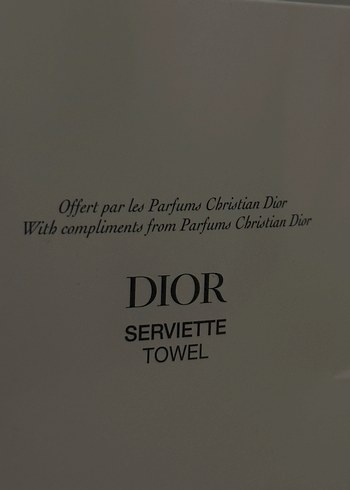 Offert par les Parfums Christian Dior
With compliments from Parfums Christian Dior
DIOR
SERVIETTE
TOWEL